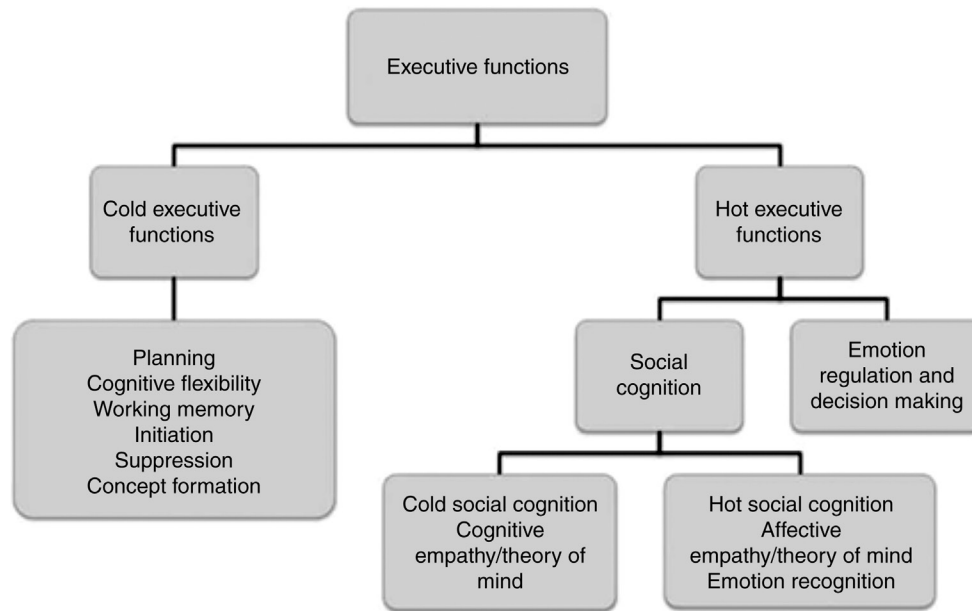 Executive functions
Cold executive
functions
Hot executive
functions
Planning
Cognitive flexibility
Working memory
Initiation
Suppression
Concept formation
Social
cognition
Emotion
regulation and
decision making
Cold social cognition
Cognitive
empathy/theory of
mind
Hot social cognition
Affective
empathy/theory of mind
Emotion recognition